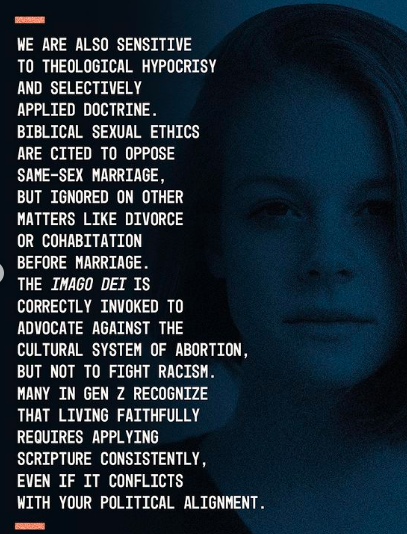 WE ARE ALSO SENSITIVE
TO THEOLOGICAL HYPOCRISY
AND SELECTIVELY
APPLIED DOCTRINE.
BIBLICAL SEXUAL ETHICS
ARE CITED TO OPPOSE
SAME-SEX MARRIAGE,
BUT IGNORED ON OTHER
MATTERS LIKE DIVORCE
OR COHABITATION
BEFORE MARRIAGE.
THE IMAGO DEI IS
CORRECTLY INVOKED TO
ADVOCATE AGAINST THE
CULTURAL SYSTEM OF ABORTION,
BUT NOT TO FIGHT RACISM.
MANY IN GEN Z RECOGNIZE
THAT LIVING FAITHFULLY
REQUIRES APPLYING
SCRIPTURE CONSISTENTLY,
EVEN IF IT CONFLICTS
WITH YOUR POLITICAL ALIGNMENT.